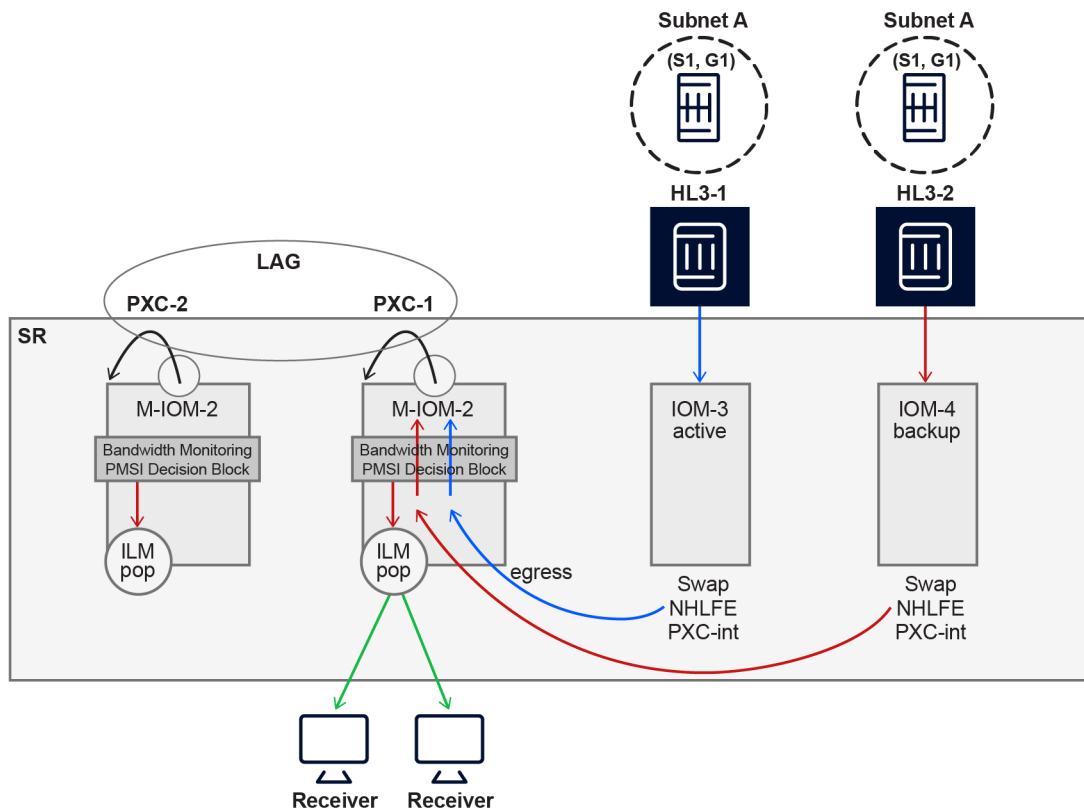 Subnet A
Subnet A
(S1, G1)
(S1, G1)
HL3-1
HL3-2
LAG
PXC-2
PXC-1
SR
M-IOM-2
M-IOM-2
IOM-3
active
IOM-4
backup
Bandwidth Monitoring
PMSI Decision Block
Bandwidth Monitoring
PMSI Decision Block
ILM
pop
ILM
pop
egress
Swap
NHLFE
PXC-int
Swap
NHLFE
PXC-int
Receiver
Receiver